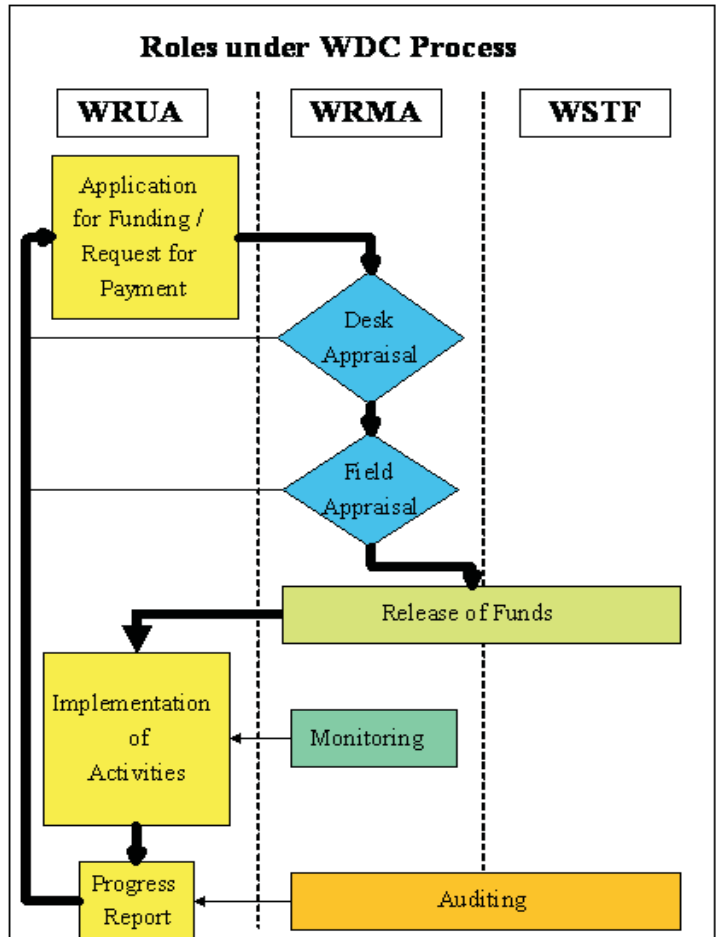 Roles under WDC Process
WRUA
WRMA
WSTF
Application
for Funding /
Request for
Payment
Desk
Appraisal
Field
Appraisal
Release of Funds
Implementation
of
Activities
Monitoring
Progress
Report
Auditing